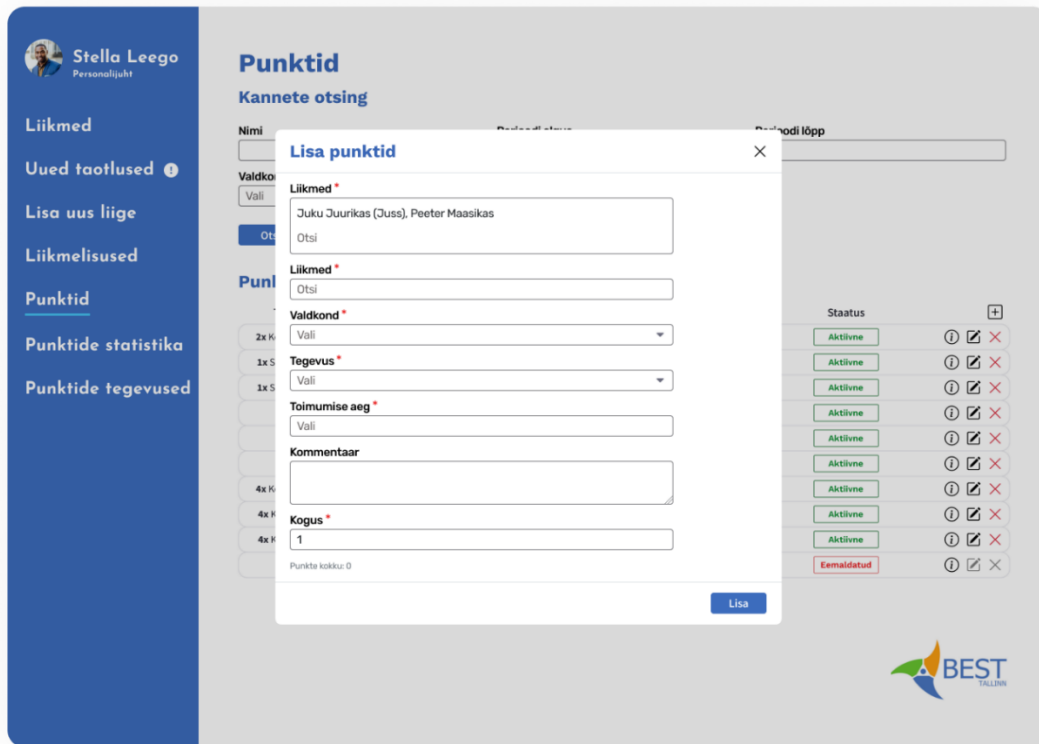 Stella Leego
Personalijuht
Liikmed
Uued taotlused
Lisa uus liige
Liikmelisused
Punktid
Punktide statistika
Punktide tegevused
Punktid
Kannete otsing
Nimi
Perioodi algus
Perioodi lõpp
Vali
Lisa punktid
Liikmed *
Juku Juurikas (Juss), Peeter Maasikas
Otsi
Liikmed *
Otsi
Valdkond *
Vali
Tegevus *
Vali
Toimumise aeg *
Vali
Kommentaar
Kogus *
1
Punkte kokku: 0
Lisa
Staatus
2x K
Aktiivne
1x S
Aktiivne
1x S
Aktiivne
Aktiivne
Aktiivne
Aktiivne
4x K
Aktiivne
4x K
Aktiivne
4x K
Aktiivne
Eemaldatud
BEST
TALLINN